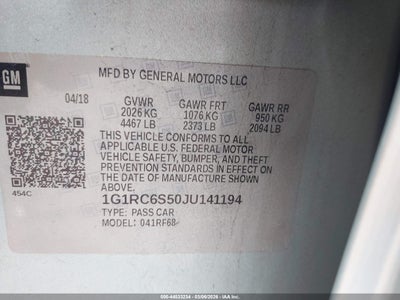 GM
MFD BY GENERAL MOTORS LLC
04/18 GVWR GAWR FRT GAWR RR
2026 KG 1076 KG 950 KG
4467 LB 2373 LB 2094 LB
THIS VEHICLE CONFORMS TO ALL
APPLICABLE U.S. FEDERAL MOTOR
VEHICLE SAFETY, BUMPER, AND THEFT
PREVENTION STANDARDS IN EFFECT ON
THE DATE OF MANUFACTURE SHOWN
ABOVE.
454C
1G1RC6S50JU141194
TYPE: PASS CAR
MODEL: 041RF68